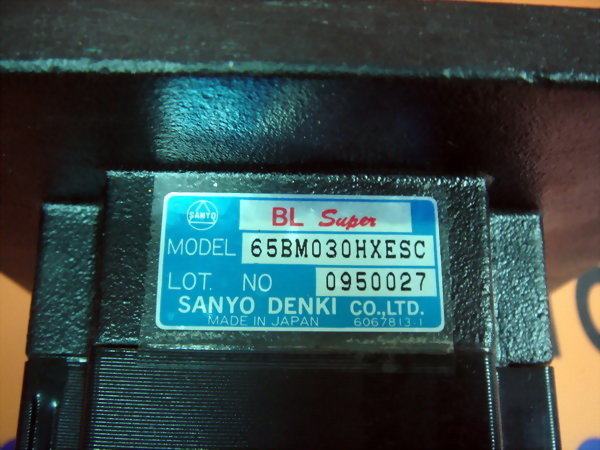 SANYO
BL Super
MODEL 65BM030HXESC
LOT. NO 0950027
SANYO DENKI CO.,LTD.
MADE IN JAPAN 6067813-1